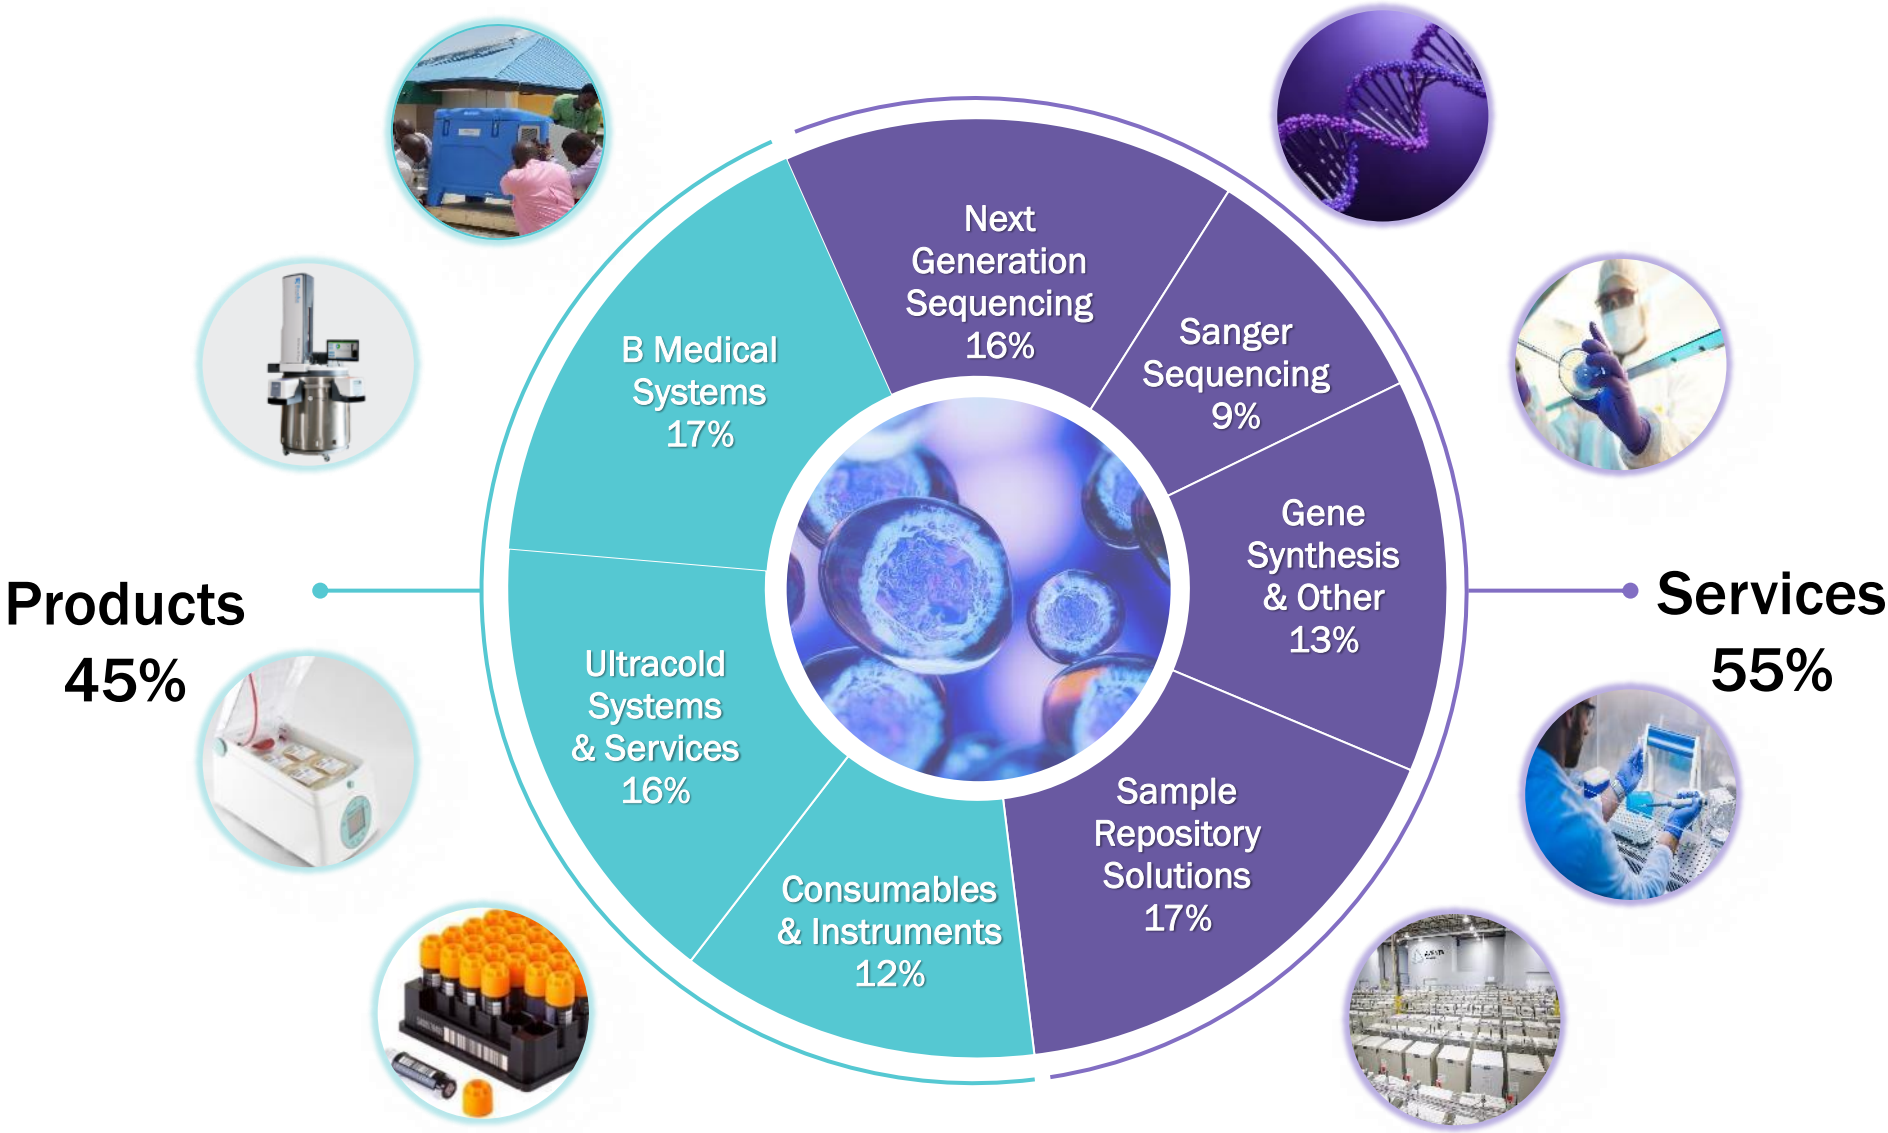 Next
Generation
Sequencing
16%
Sanger
Sequencing
9%
B Medical
Systems
17%
Gene
Synthesis
& Other
13%
Products
45%
Services
55%
Ultracold
Systems
& Services
16%
Sample
Repository
Solutions
17%
Consumables
& Instruments
12%